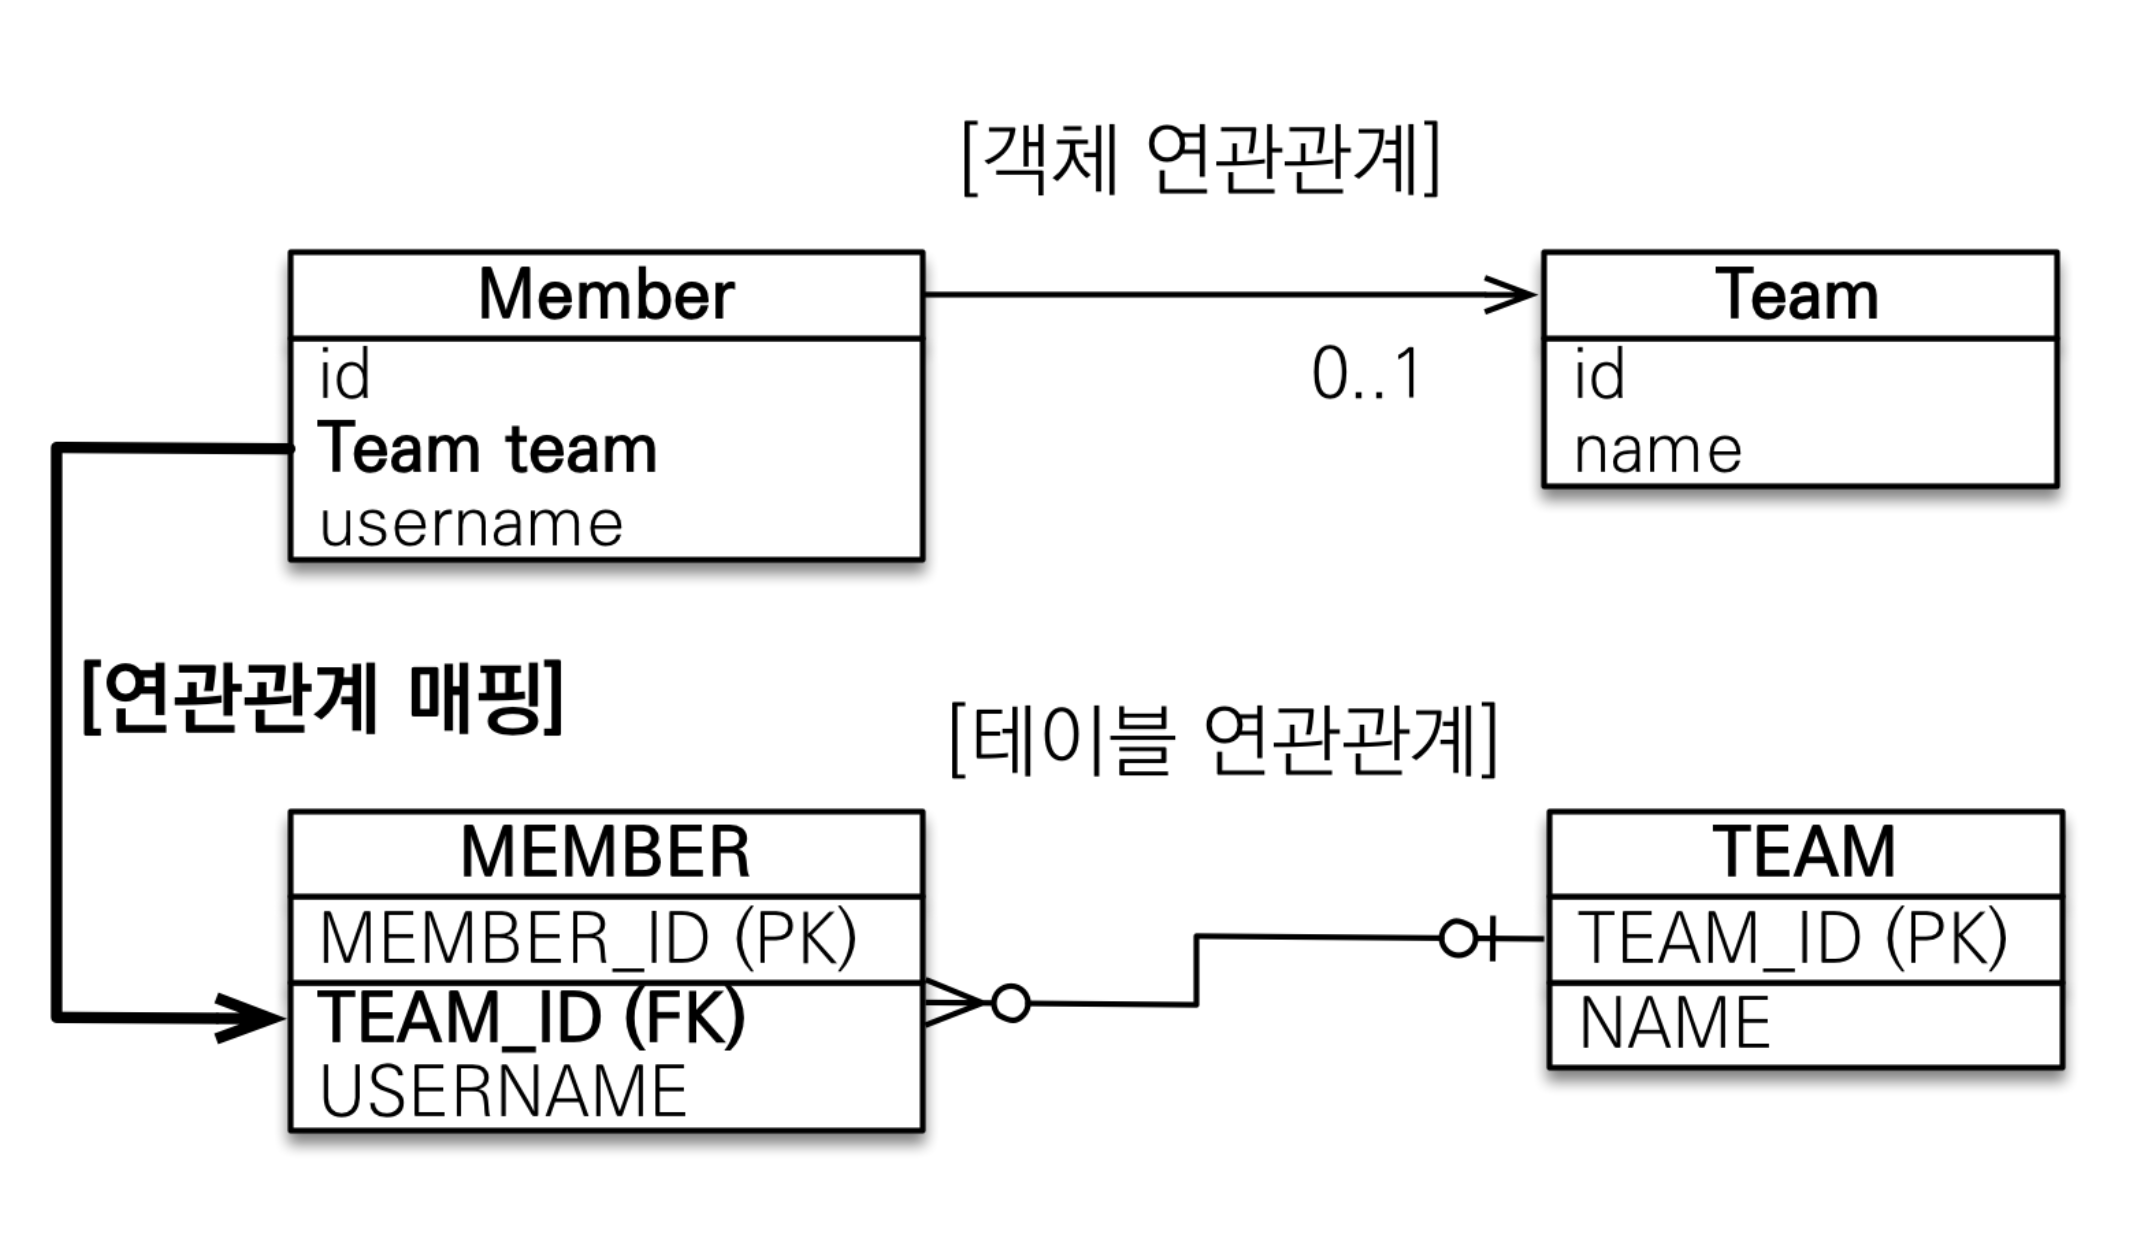 [객체 연관관계]
Member
id
Team team
username
0..1
Team
id
name
[연관관계 매핑]
[테이블 연관관계]
MEMBER
MEMBER_ID (PK)
TEAM_ID (FK)
USERNAME
TEAM
TEAM_ID (PK)
NAME